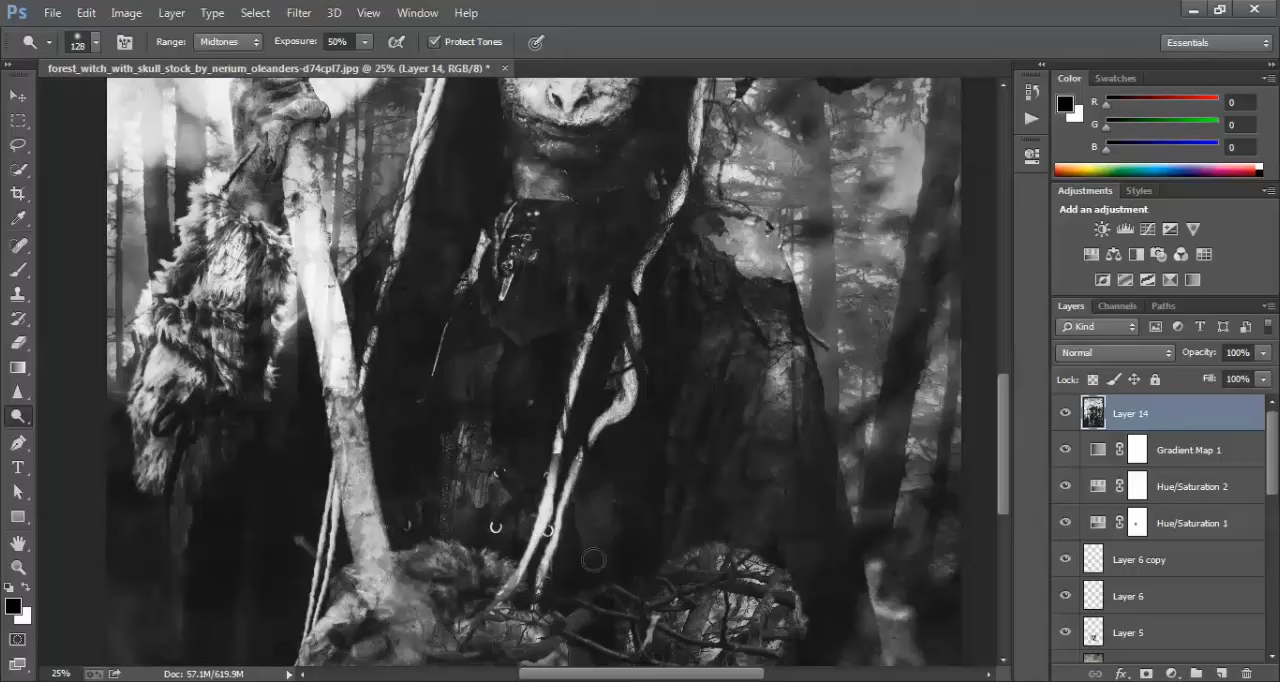 Ps File Edit Image Layer Type Select Filter 3D View Window Help
128 Range: Midtones Exposure: 50% Protect Tones Essentials
forest_witch_with_skull_stock_by_nerium_oleanders-d74cpf7.jpg @ 25% (Layer 14, RGB/8) *
Color Swatches
R 0
G 0
B 0
Adjustments Styles
Add an adjustment
Layers Channels Paths
Kind
Normal Opacity: 100%
Lock: Fill: 100%
Layer 14
Gradient Map 1
Hue/Saturation 2
Hue/Saturation 1
Layer 6 copy
Layer 6
Layer 5
25% Doc: 57.1M/619.9M